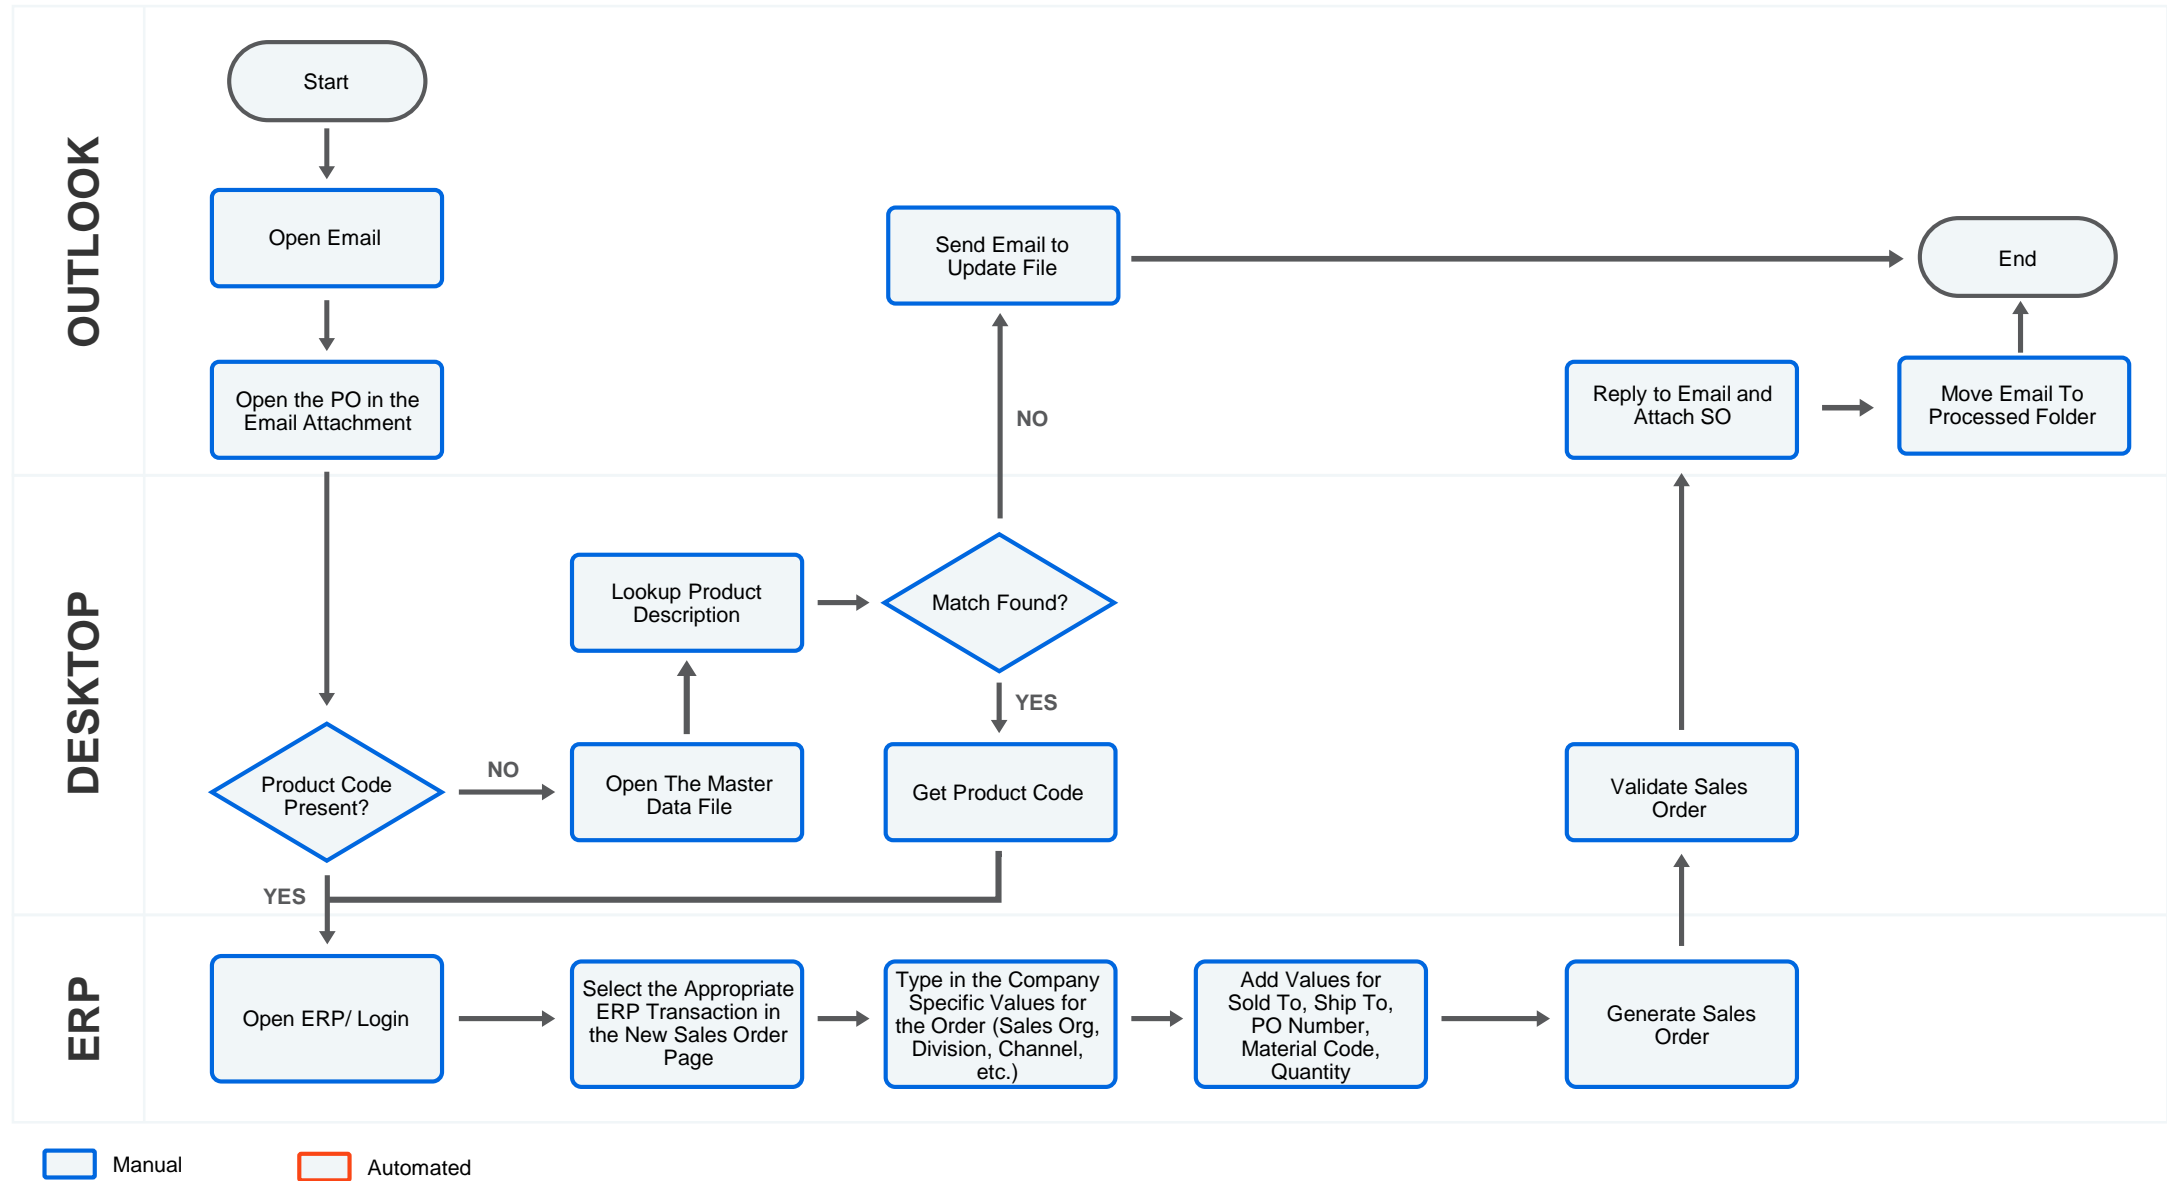 OUTLOOK
Start
Open Email
Open the PO in the
Email Attachment
Send Email to
Update File
End
NO
Reply to Email and
Attach SO
Move Email To
Processed Folder
DESKTOP
Lookup Product
Description
Match Found?
YES
Product Code
Present?
NO
Open The Master
Data File
Get Product Code
Validate Sales
Order
YES
ERP
Open ERP/ Login
Select the Appropriate
ERP Transaction in
the New Sales Order
Page
Type in the Company
Specific Values for
the Order (Sales Org,
Division, Channel,
etc.)
Add Values for
Sold To, Ship To,
PO Number,
Material Code,
Quantity
Generate Sales
Order
Manual
Automated